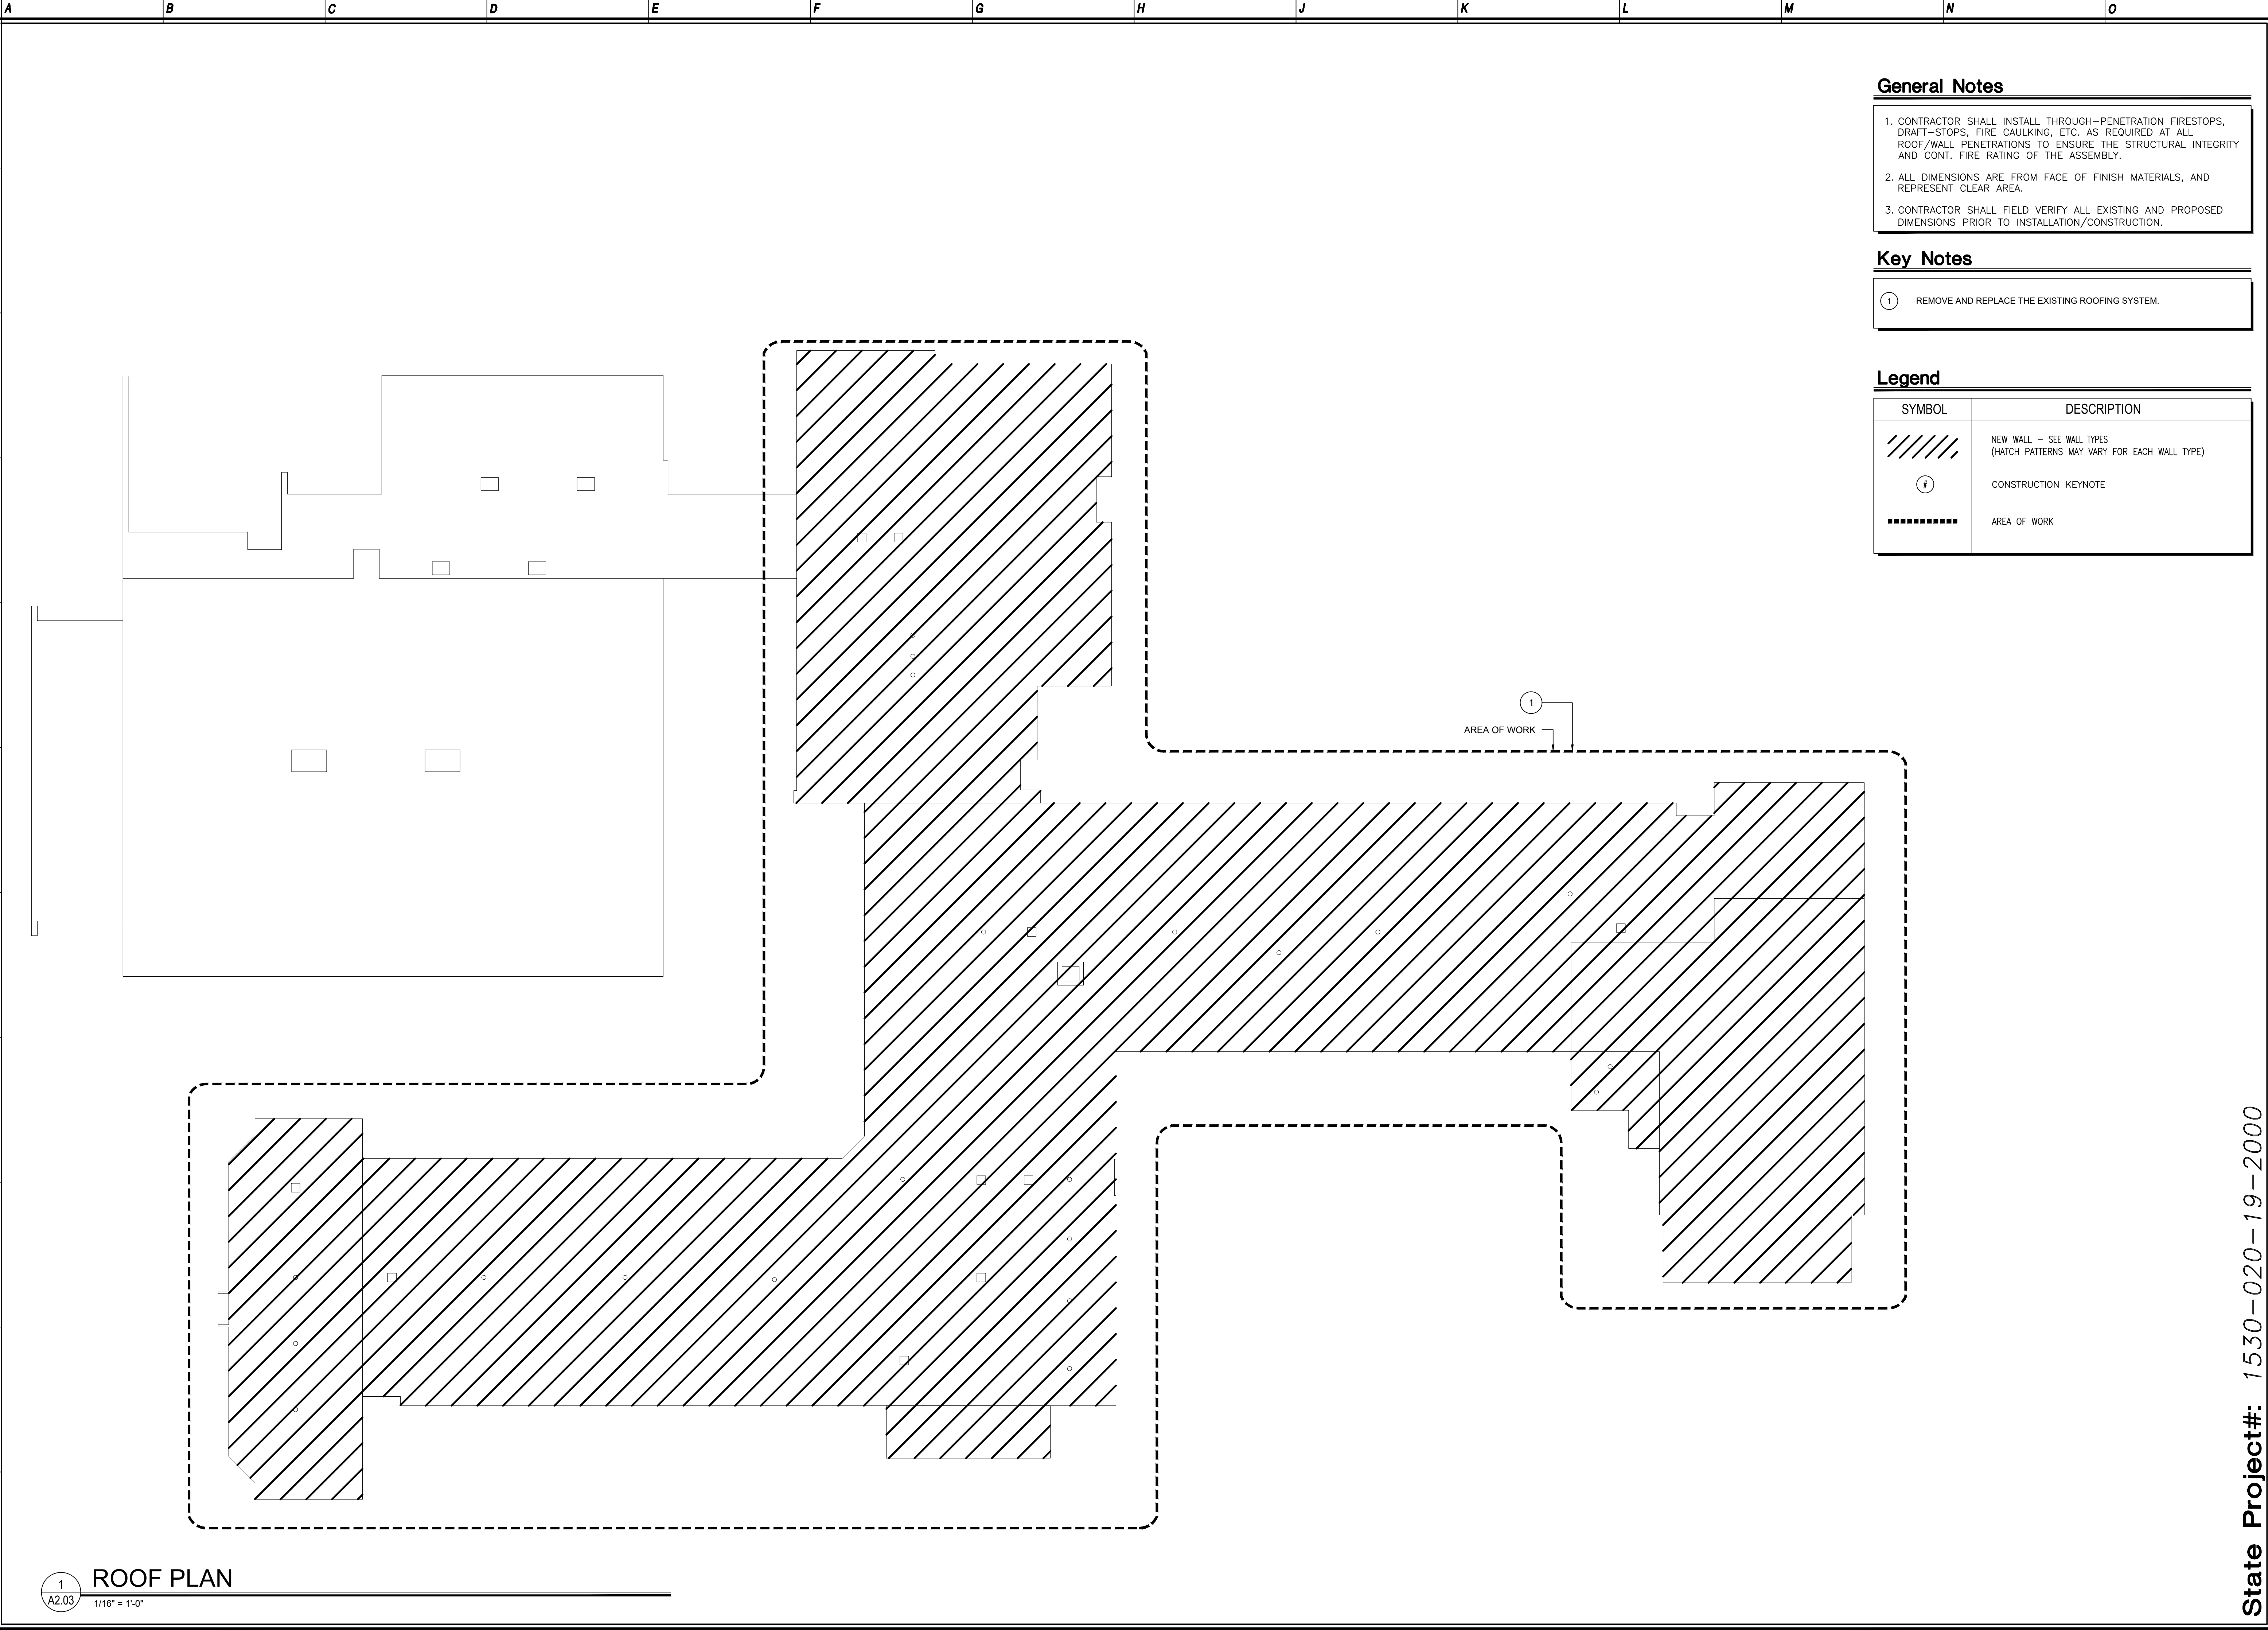 A B C D E F G H J K L M N O
General Notes
1. CONTRACTOR SHALL INSTALL THROUGH-PENETRATION FIRESTOPS,
DRAFT-STOPS, FIRE CAULKING, ETC. AS REQUIRED AT ALL
ROOF/WALL PENETRATIONS TO ENSURE THE STRUCTURAL INTEGRITY
AND CONT. FIRE RATING OF THE ASSEMBLY.
2. ALL DIMENSIONS ARE FROM FACE OF FINISH MATERIALS, AND
REPRESENT CLEAR AREA.
3. CONTRACTOR SHALL FIELD VERIFY ALL EXISTING AND PROPOSED
DIMENSIONS PRIOR TO INSTALLATION/CONSTRUCTION.
Key Notes
1 REMOVE AND REPLACE THE EXISTING ROOFING SYSTEM.
Legend
SYMBOL DESCRIPTION
NEW WALL - SEE WALL TYPES
(HATCH PATTERNS MAY VARY FOR EACH WALL TYPE)
# CONSTRUCTION KEYNOTE
AREA OF WORK
1
AREA OF WORK
State Project#: 1530-020-19-2000
1
A2.03
ROOF PLAN
1/16" = 1'-0"